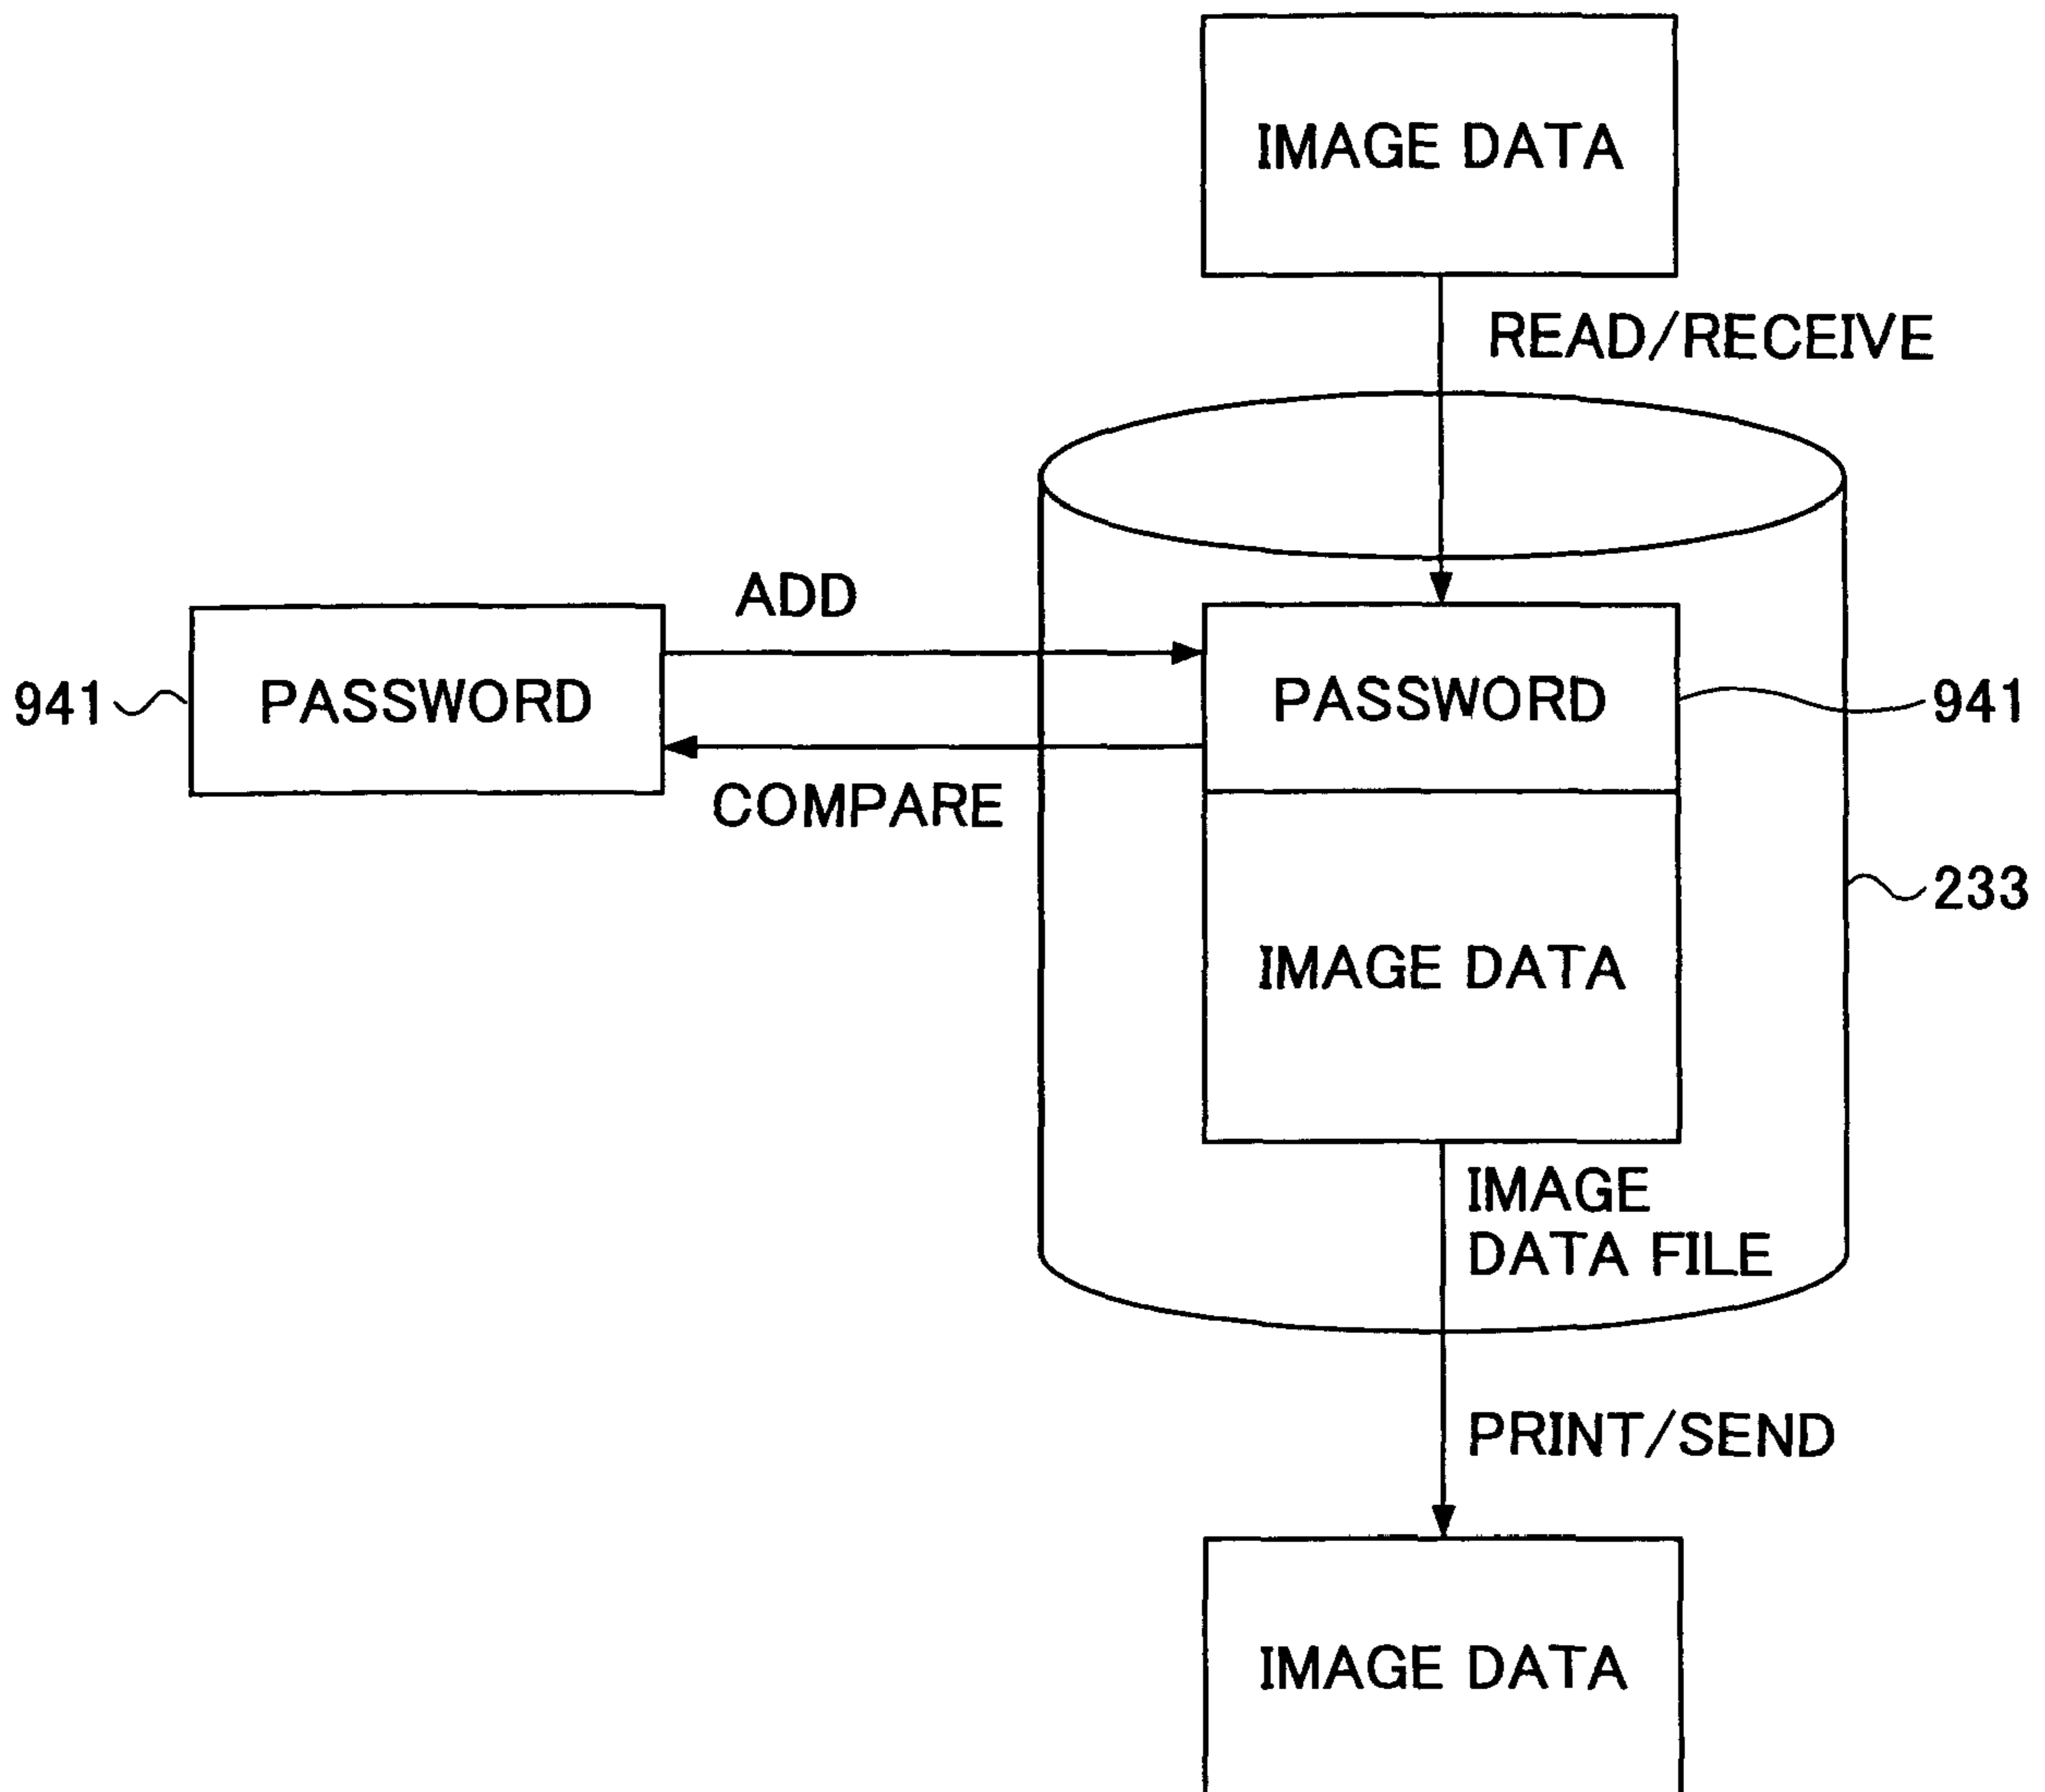 IMAGE DATA
READ/RECEIVE
ADD
941
PASSWORD
PASSWORD
941
COMPARE
233
IMAGE DATA
IMAGE
DATA FILE
PRINT/SEND
IMAGE DATA